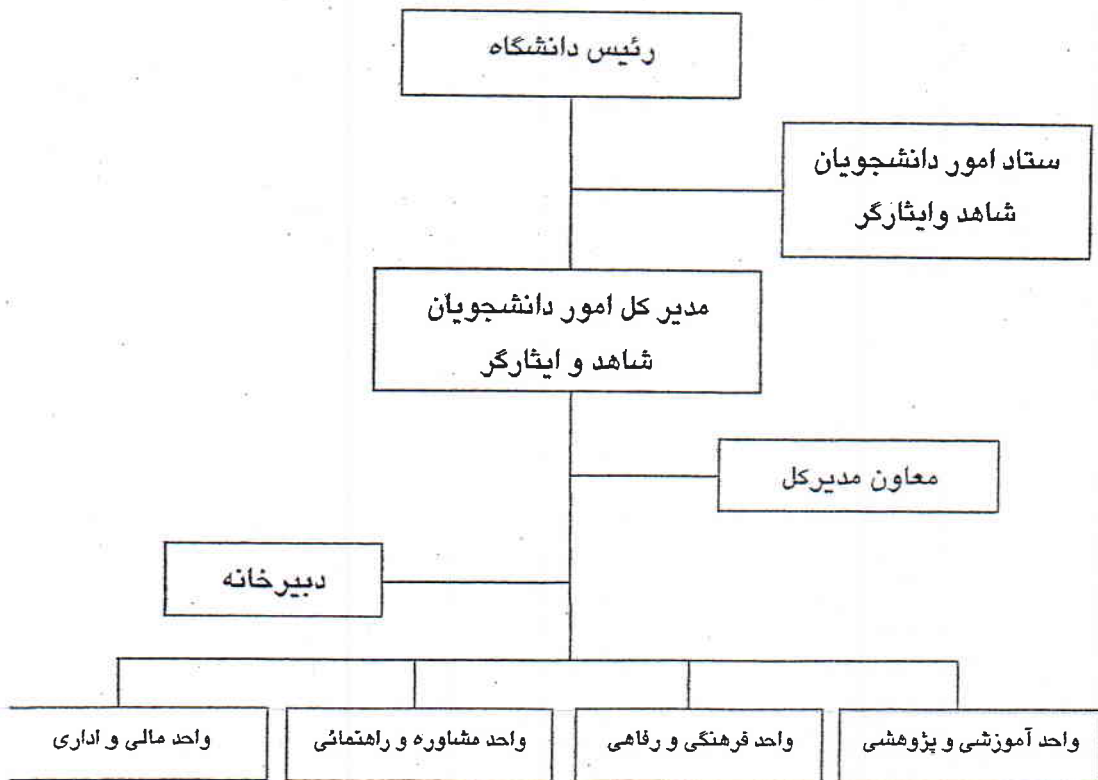 رئیس دانشگاه
ستاد امور دانشجویان
شاهد وایثارگر
مدیر کل امور دانشجویان
شاهد و ایثارگر
معاون مدیرکل
دبیرخانه
واحد آموزشی و پژوهشی
واحد فرهنگی و رفاهی
واحد مشاوره و راهنمائی
واحد مالی و اداری